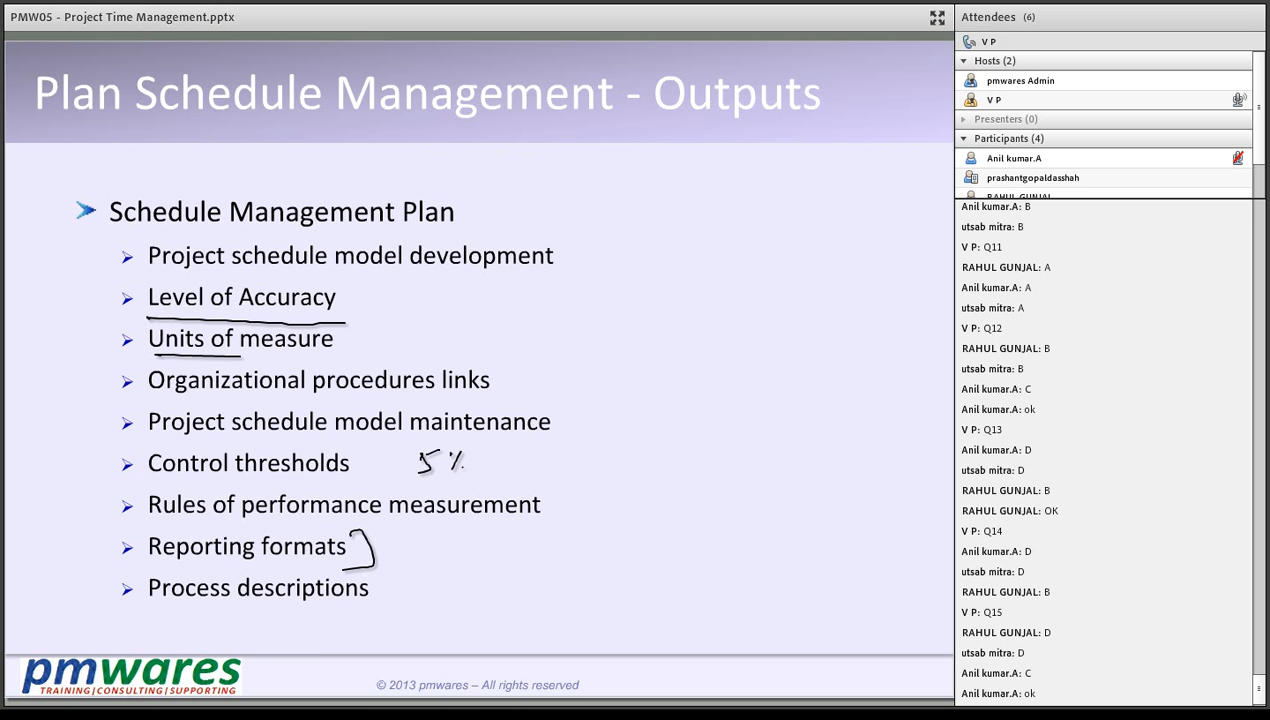 PMW05 - Project Time Management.pptx
Plan Schedule Management - Outputs
Schedule Management Plan
Project schedule model development
Level of Accuracy
Units of measure
Organizational procedures links
Project schedule model maintenance
Control thresholds 5 %
Rules of performance measurement
Reporting formats
Process descriptions
pmwares
TRAINING|CONSULTING|SUPPORTING
© 2013 pmwares – All rights reserved
Attendees (6)
V P
Hosts (2)
pmwares Admin
V P
Presenters (0)
Participants (4)
Anil kumar.A
prashantgopaldasshah
RAHUL GUNJAL
Anil kumar.A: B
utsab mitra: B
V P: Q11
RAHUL GUNJAL: A
Anil kumar.A: A
utsab mitra: A
V P: Q12
RAHUL GUNJAL: B
utsab mitra: B
Anil kumar.A: C
Anil kumar.A: ok
V P: Q13
Anil kumar.A: D
utsab mitra: D
RAHUL GUNJAL: B
RAHUL GUNJAL: OK
V P: Q14
Anil kumar.A: D
utsab mitra: D
RAHUL GUNJAL: B
V P: Q15
RAHUL GUNJAL: D
utsab mitra: D
Anil kumar.A: C
Anil kumar.A: ok